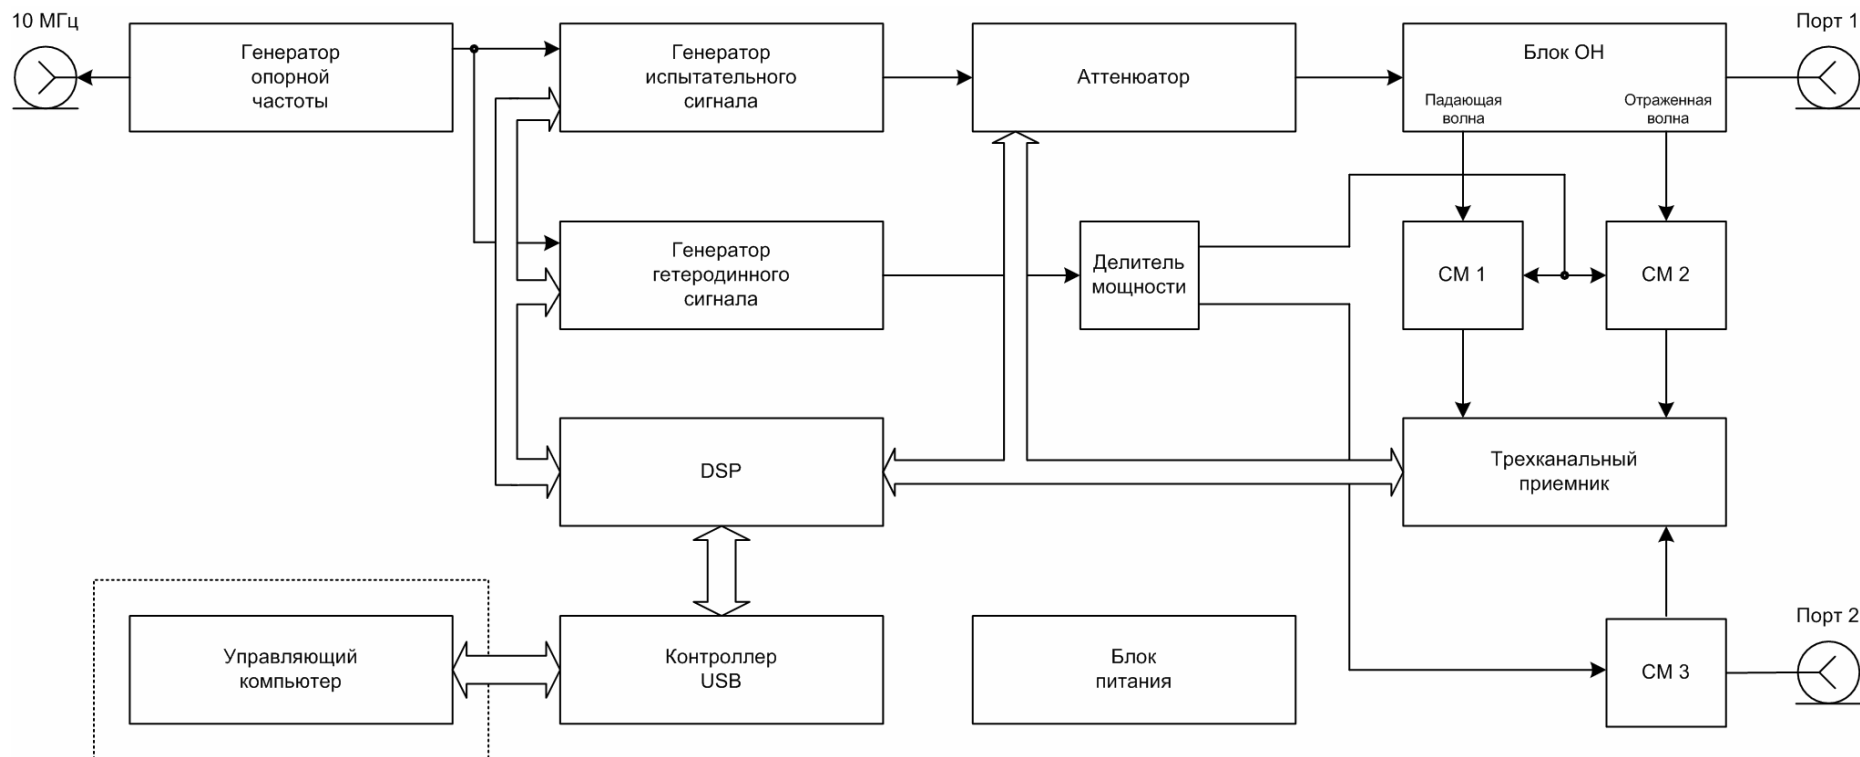 10 МГц
Генератор
опорной
частоты
Генератор
испытательного
сигнала
Аттенюатор
Блок ОН
Падающая
волна
Отраженная
волна
Порт 1
Генератор
гетеродинного
сигнала
Делитель
мощности
СМ 1
СМ 2
DSP
Трехканальный
приемник
Управляющий
компьютер
Контроллер
USB
Блок
питания
СМ 3
Порт 2